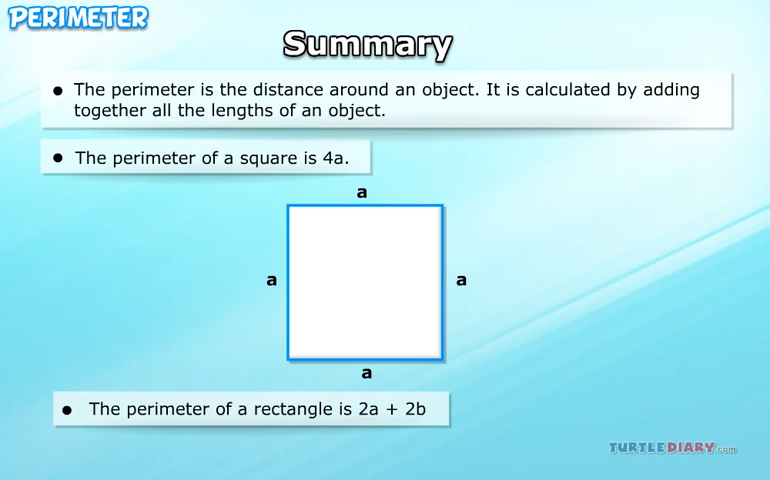 PERIMETER
Summary
● The perimeter is the distance around an object. It is calculated by adding
together all the lengths of an object.
● The perimeter of a square is 4a.
a
a a
a
● The perimeter of a rectangle is 2a + 2b
TURTLEDIARY.com